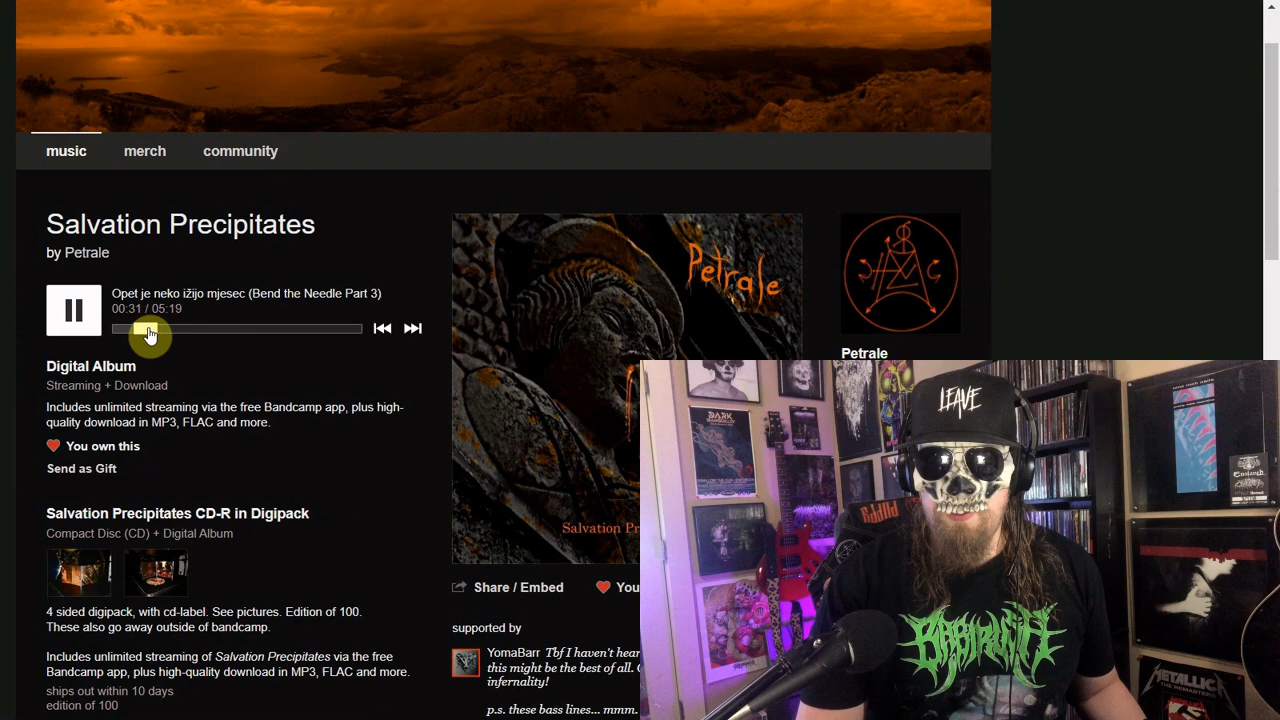 music
merch
community
Salvation Precipitates
by Petrale
Opet je neko ižijo mjesec (Bend the Needle Part 3)
00:31 / 05:19
Digital Album
Streaming + Download
Includes unlimited streaming via the free Bandcamp app, plus high-
quality download in MP3, FLAC and more.
You own this
Send as Gift
Salvation Precipitates CD-R in Digipack
Compact Disc (CD) + Digital Album
4 sided digipack, with cd-label. See pictures. Edition of 100.
These also go away outside of bandcamp.
Includes unlimited streaming of Salvation Precipitates via the free
Bandcamp app, plus high-quality download in MP3, FLAC and more.
ships out within 10 days
edition of 100
Petrale
Salvation Pr
Share / Embed
You
supported by
YomaBarr Tbf I haven't hear
this might be the best of all.
infernality!
p.s. these bass lines... mmm.
Petrale
LEAVE
DARK
TRANQUILLITY
METALLICA
THE REMASTERED